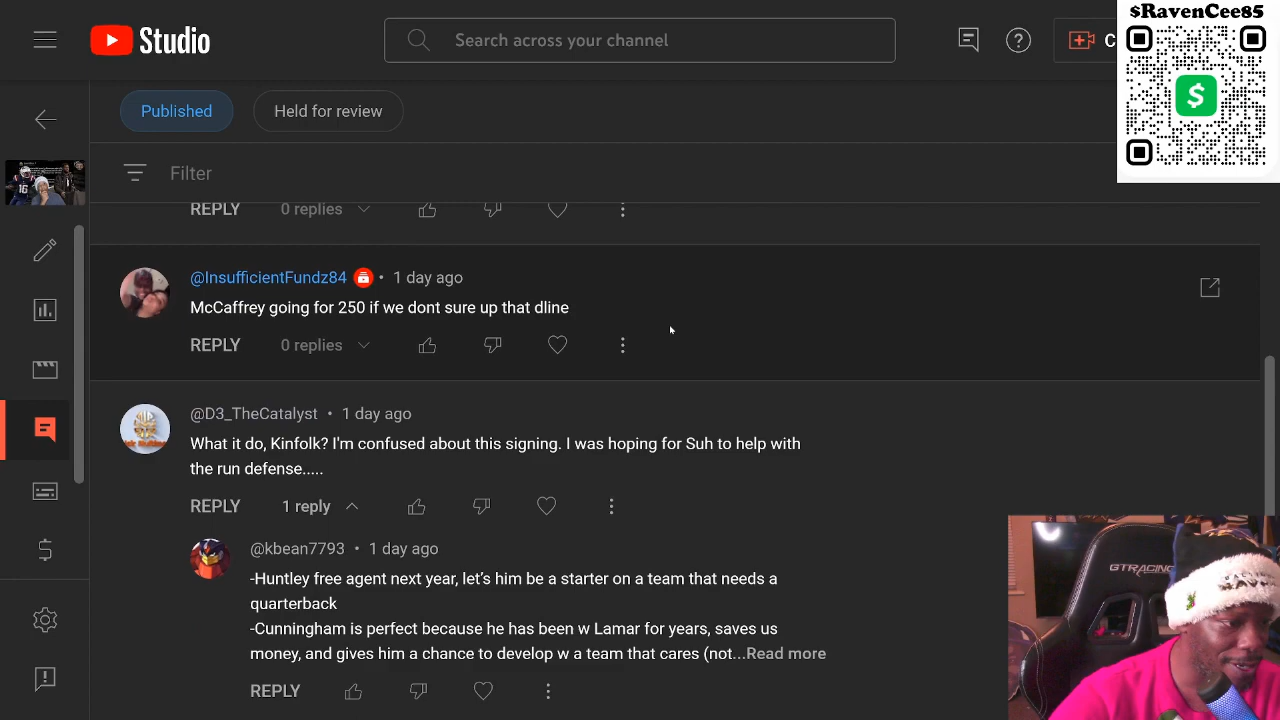 $RavenCee85
Studio
Search across your channel
C
Published
Held for review
Filter
REPLY 0 replies
@InsufficientFundz84 • 1 day ago
McCaffrey going for 250 if we dont sure up that dline
REPLY 0 replies
@D3_TheCatalyst • 1 day ago
What it do, Kinfolk? I'm confused about this signing. I was hoping for Suh to help with
the run defense.....
REPLY 1 reply
@kbean7793 • 1 day ago
-Huntley free agent next year, let's him be a starter on a team that needs a
quarterback
-Cunningham is perfect because he has been w Lamar for years, saves us
money, and gives him a chance to develop w a team that cares (not...Read more
REPLY
GTRACING